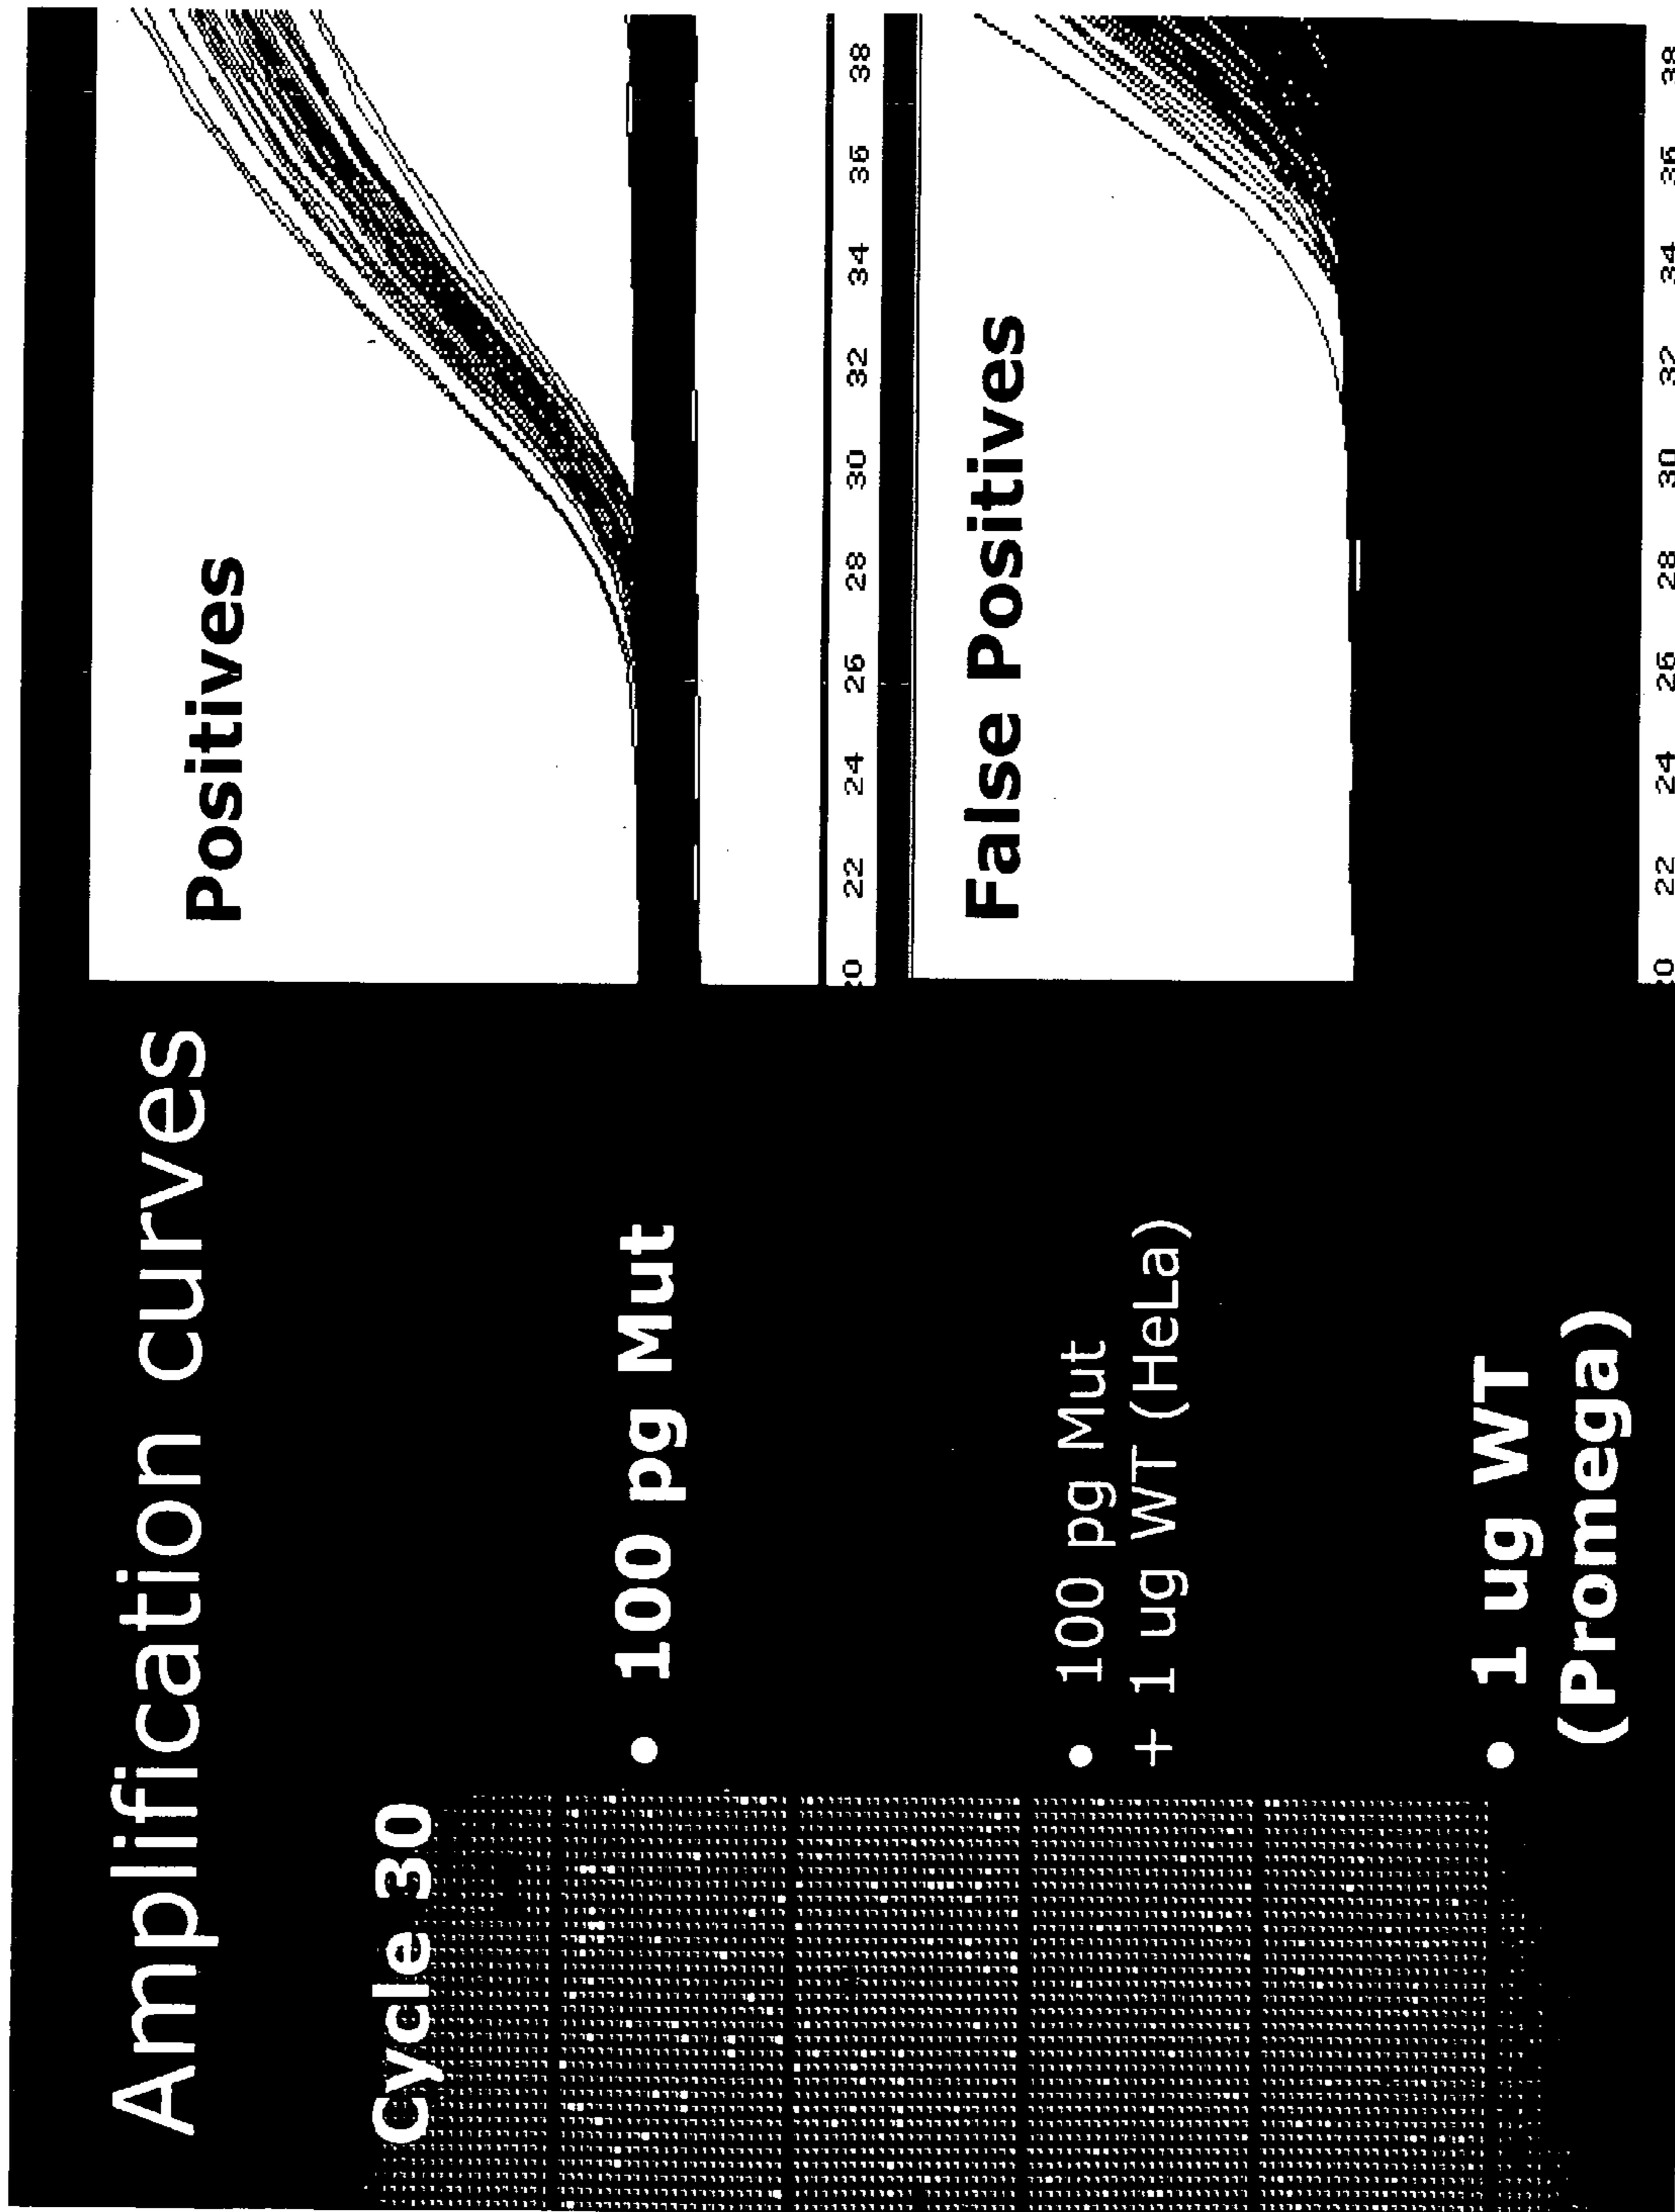 Amplification curves
Cycle 30
• 100 pg Mut
• 100 pg Mut
+ 1 ug WT (HeLa)
• 1 ug WT
(Promega)
Positives
22 24 26 28 30 32 34 36 38
False Positives
22 24 26 28 30 32 34 36 38